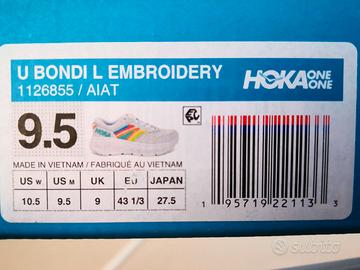 U BONDI L EMBROIDERY
1126855 / AIAT
HOKA ONE ONE
9.5
HOKA
MADE IN VIETNAM / FABRIQUÉ AU VIETNAM
US W US M UK EU JAPAN
10.5 9.5 9 43 1/3 27.5
1 95719 22113 3
subito